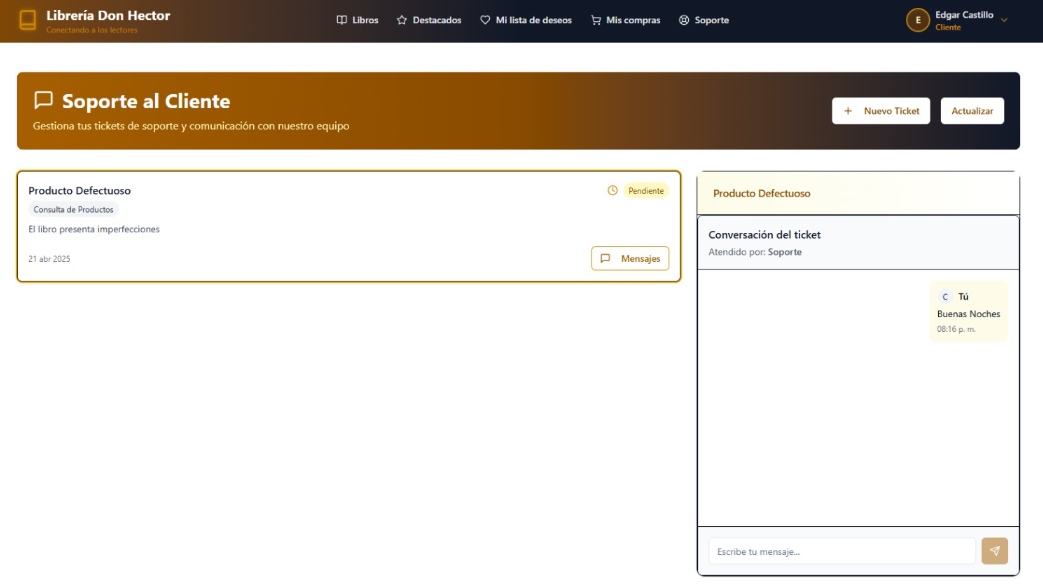 Librería Don Hector
Conectando a los lectores
Libros
Destacados
Mi lista de deseos
Mis compras
Soporte
E
Edgar Castillo
Cliente
Soporte al Cliente
Gestiona tus tickets de soporte y comunicación con nuestro equipo
+ Nuevo Ticket
Actualizar
Producto Defectuoso
Pendiente
Consulta de Productos
El libro presenta imperfecciones
21 abr 2025
Mensajes
Producto Defectuoso
Conversación del ticket
Atendido por: Soporte
C Tú
Buenas Noches
08:16 p. m.
Escribe tu mensaje...